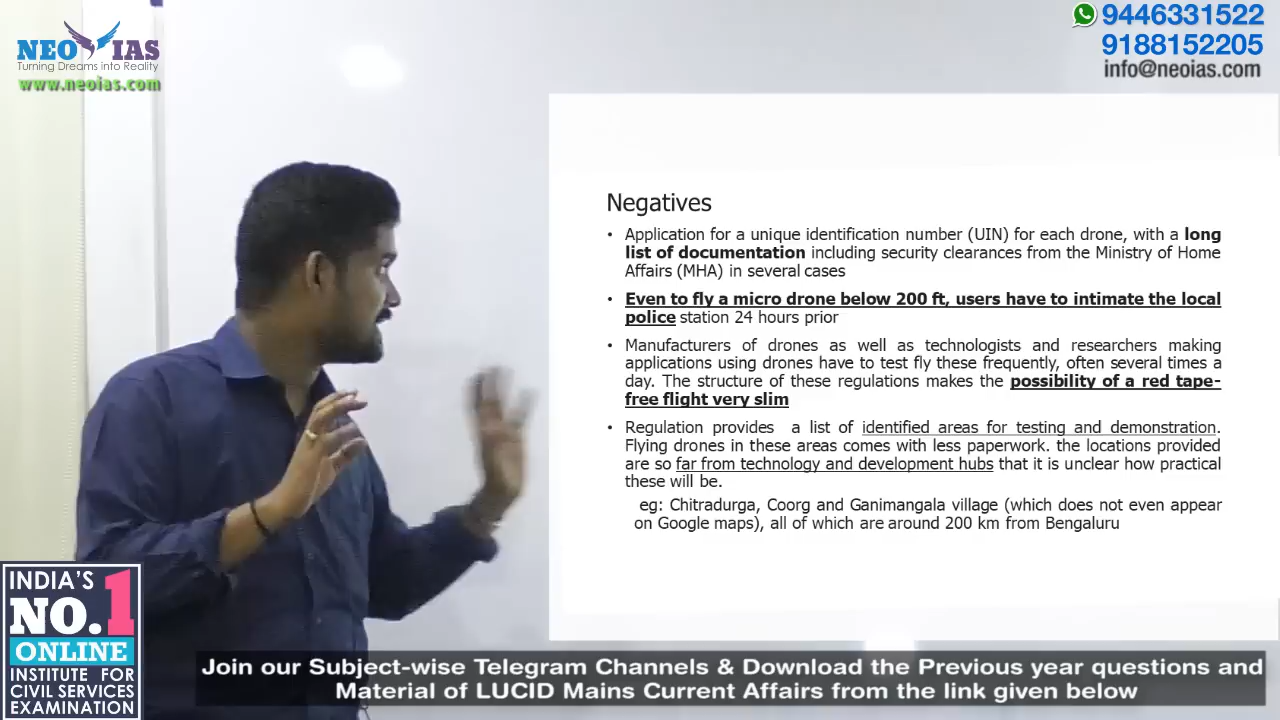 NEO IAS
Turning Dreams into Reality
www.neoias.com
9446331522
9188152205
info@neoias.com
Negatives
• Application for a unique identification number (UIN) for each drone, with a long
list of documentation including security clearances from the Ministry of Home
Affairs (MHA) in several cases
• Even to fly a micro drone below 200 ft, users have to intimate the local
police station 24 hours prior
• Manufacturers of drones as well as technologists and researchers making
applications using drones have to test fly these frequently, often several times a
day. The structure of these regulations makes the possibility of a red tape-
free flight very slim
• Regulation provides a list of identified areas for testing and demonstration.
Flying drones in these areas comes with less paperwork. the locations provided
are so far from technology and development hubs that it is unclear how practical
these will be.
eg: Chitradurga, Coorg and Ganimangala village (which does not even appear
on Google maps), all of which are around 200 km from Bengaluru
INDIA'S
NO.1
ONLINE
INSTITUTE FOR
CIVIL SERVICES
EXAMINATION
Join our Subject-wise Telegram Channels & Download the Previous year questions and
Material of LUCID Mains Current Affairs from the link given below